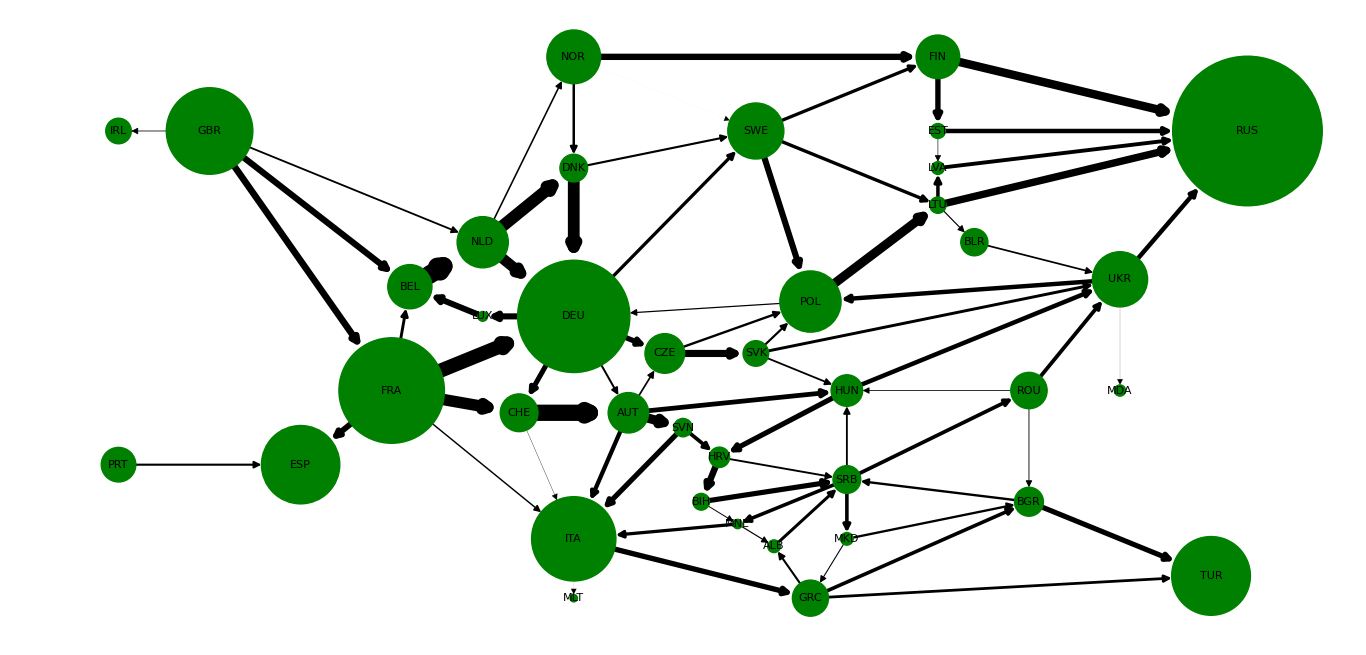 NOR
FIN
GBR
IRL
SWE
EST
RUS
DNK
LVA
LTU
NLD
BLR
BEL
UKR
POL
LUX
DEU
CZE
SVK
FRA
HUN
ROU
MDA
CHE
AUT
SVN
HRV
PRT
ESP
SRB
BIH
BGR
MNE
ITA
MKD
ALB
TUR
MLT
GRC